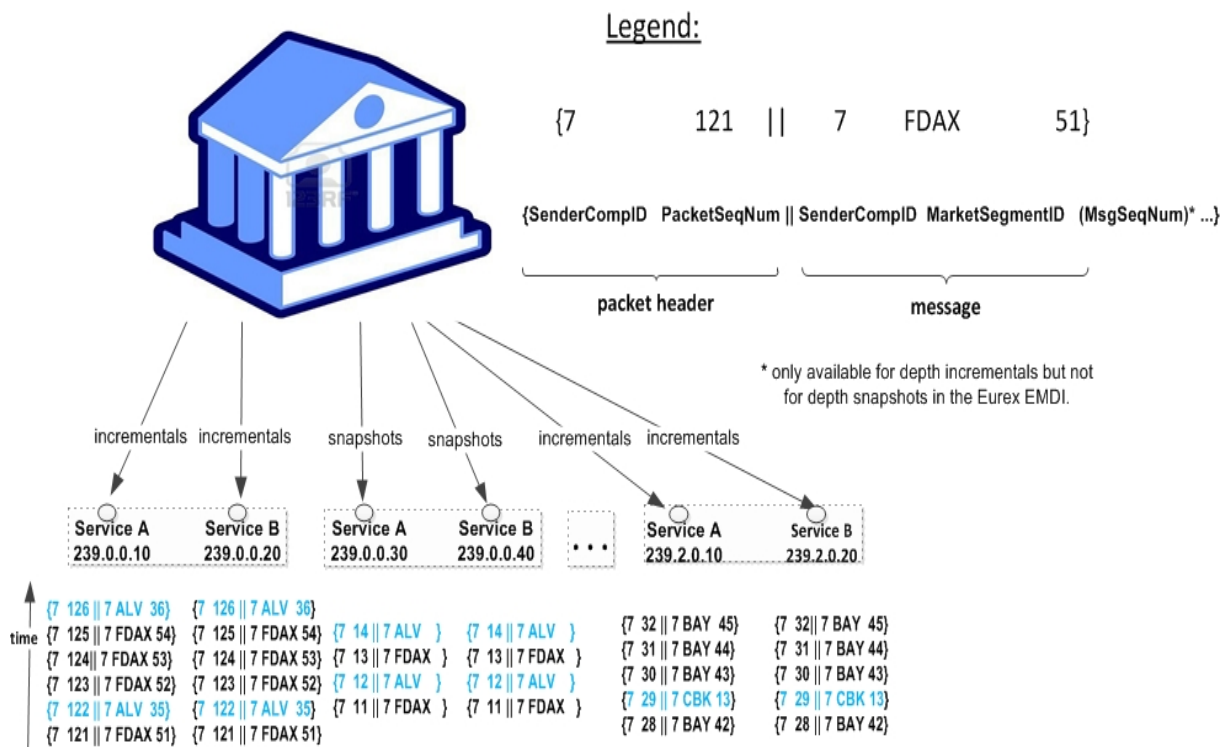 Legend:
{7 121 || 7 FDAX 51}
{SenderCompID PacketSeqNum || SenderCompID MarketSegmentID (MsgSeqNum)* ...}
packet header message
* only available for depth incrementals but not
for depth snapshots in the Eurex EMDI.
incrementals incrementals snapshots snapshots incrementals incrementals
Service A Service B Service A Service B Service A Service B
239.0.0.10 239.0.0.20 239.0.0.30 239.0.0.40 ... 239.2.0.10 239.2.0.20
time
{7 126 || 7 ALV 36} {7 126 || 7 ALV 36}
{7 125 || 7 FDAX 54} {7 125 || 7 FDAX 54} {7 14 || 7 ALV } {7 14 || 7 ALV } {7 32 || 7 BAY 45} {7 32|| 7 BAY 45}
{7 124|| 7 FDAX 53} {7 124 || 7 FDAX 53} {7 13 || 7 FDAX } {7 13 || 7 FDAX } {7 31 || 7 BAY 44} {7 31 || 7 BAY 44}
{7 123 || 7 FDAX 52} {7 123 || 7 FDAX 52} {7 12 || 7 ALV } {7 12 || 7 ALV } {7 30 || 7 BAY 43} {7 30 || 7 BAY 43}
{7 122 || 7 ALV 35} {7 122 || 7 ALV 35} {7 11 || 7 FDAX } {7 11 || 7 FDAX } {7 29 || 7 CBK 13} {7 29 || 7 CBK 13}
{7 121 || 7 FDAX 51} {7 121 || 7 FDAX 51} {7 28 || 7 BAY 42} {7 28 || 7 BAY 42}